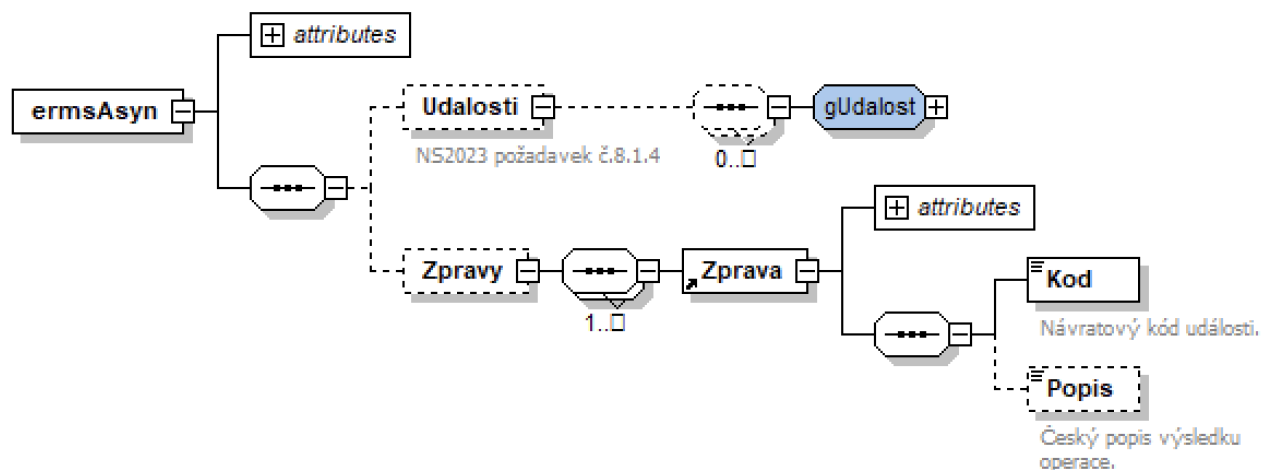 attributes
ermsAsyn
Udalosti
gUdalost
NS2023 požadavek č.8.1.4
0..□
attributes
Zpravy
Zprava
1..□
Kod
Návratový kód události.
Popis
Český popis výsledku
operace.